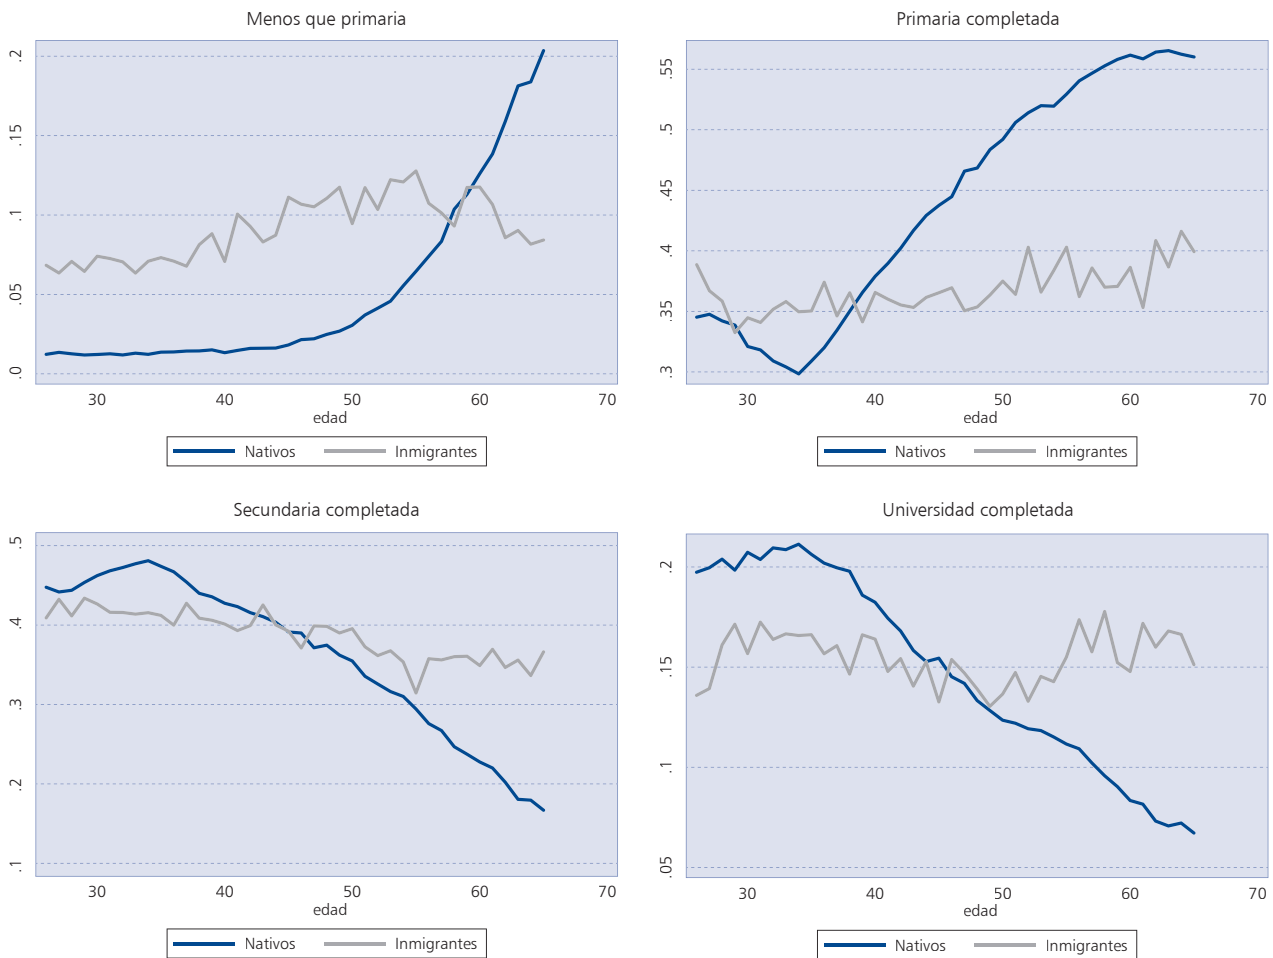 Menos que primaria
.2
.15
.1
.05
.0
30 40 50 60 70
edad
Nativos Inmigrantes
Primaria completada
.55
.5
.45
.4
.35
.3
30 40 50 60 70
edad
Nativos Inmigrantes
Secundaria completada
.5
.4
.3
.2
.1
30 40 50 60 70
edad
Nativos Inmigrantes
Universidad completada
.2
.15
.1
.05
30 40 50 60 70
edad
Nativos Inmigrantes